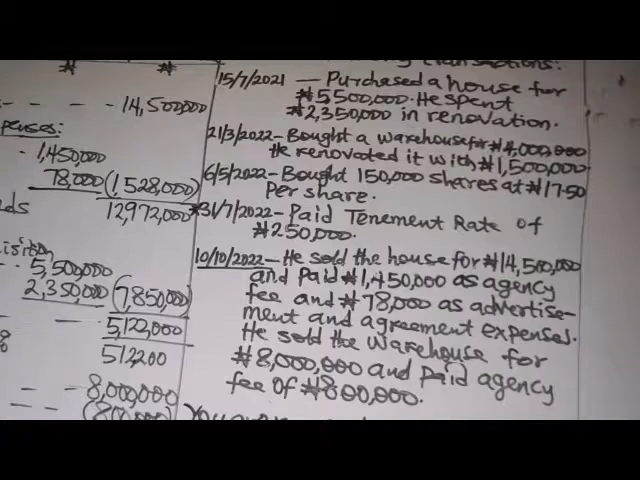 ₦ ₦
- - - - 14,500,000
penses:
- 1,450,000
78,000 (1,528,000)
12,972,000
5,500,000
2,350,000 (7,850,000)
5,122,000
512,200
8,000,000
transactions:
15/7/2021 — Purchased a house for
₦5,500,000. He spent
₦2,350,000 in renovation.
21/3/2022 - Bought a warehouse for ₦4,000,000
He renovated it with ₦1,500,000
6/5/2022 - Bought 150,000 shares at ₦17.50
Per share.
31/7/2022 - Paid Tenement Rate of
₦250,000.
10/10/2022 - He sold the house for ₦14,500,000
and paid ₦1,450,000 as agency
fee and ₦78,000 as advertise-
ment and agreement expenses.
He sold the warehouse for
₦8,000,000 and paid agency
fee of ₦800,000.